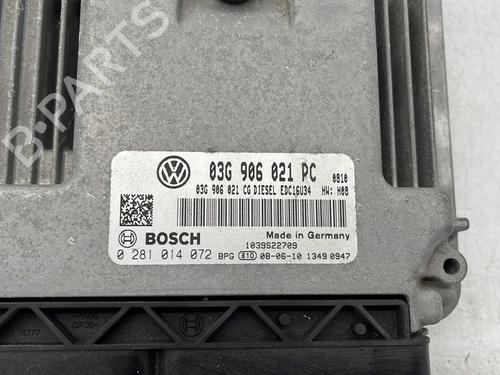 B-PARTS
03G 906 021 PC 0810
03G 906 021 CG DIESEL EDC16U34 HW: H08
Made in Germany
BOSCH 1039S22709
0 281 014 072 BPG 810 08-06-10 1349 0947